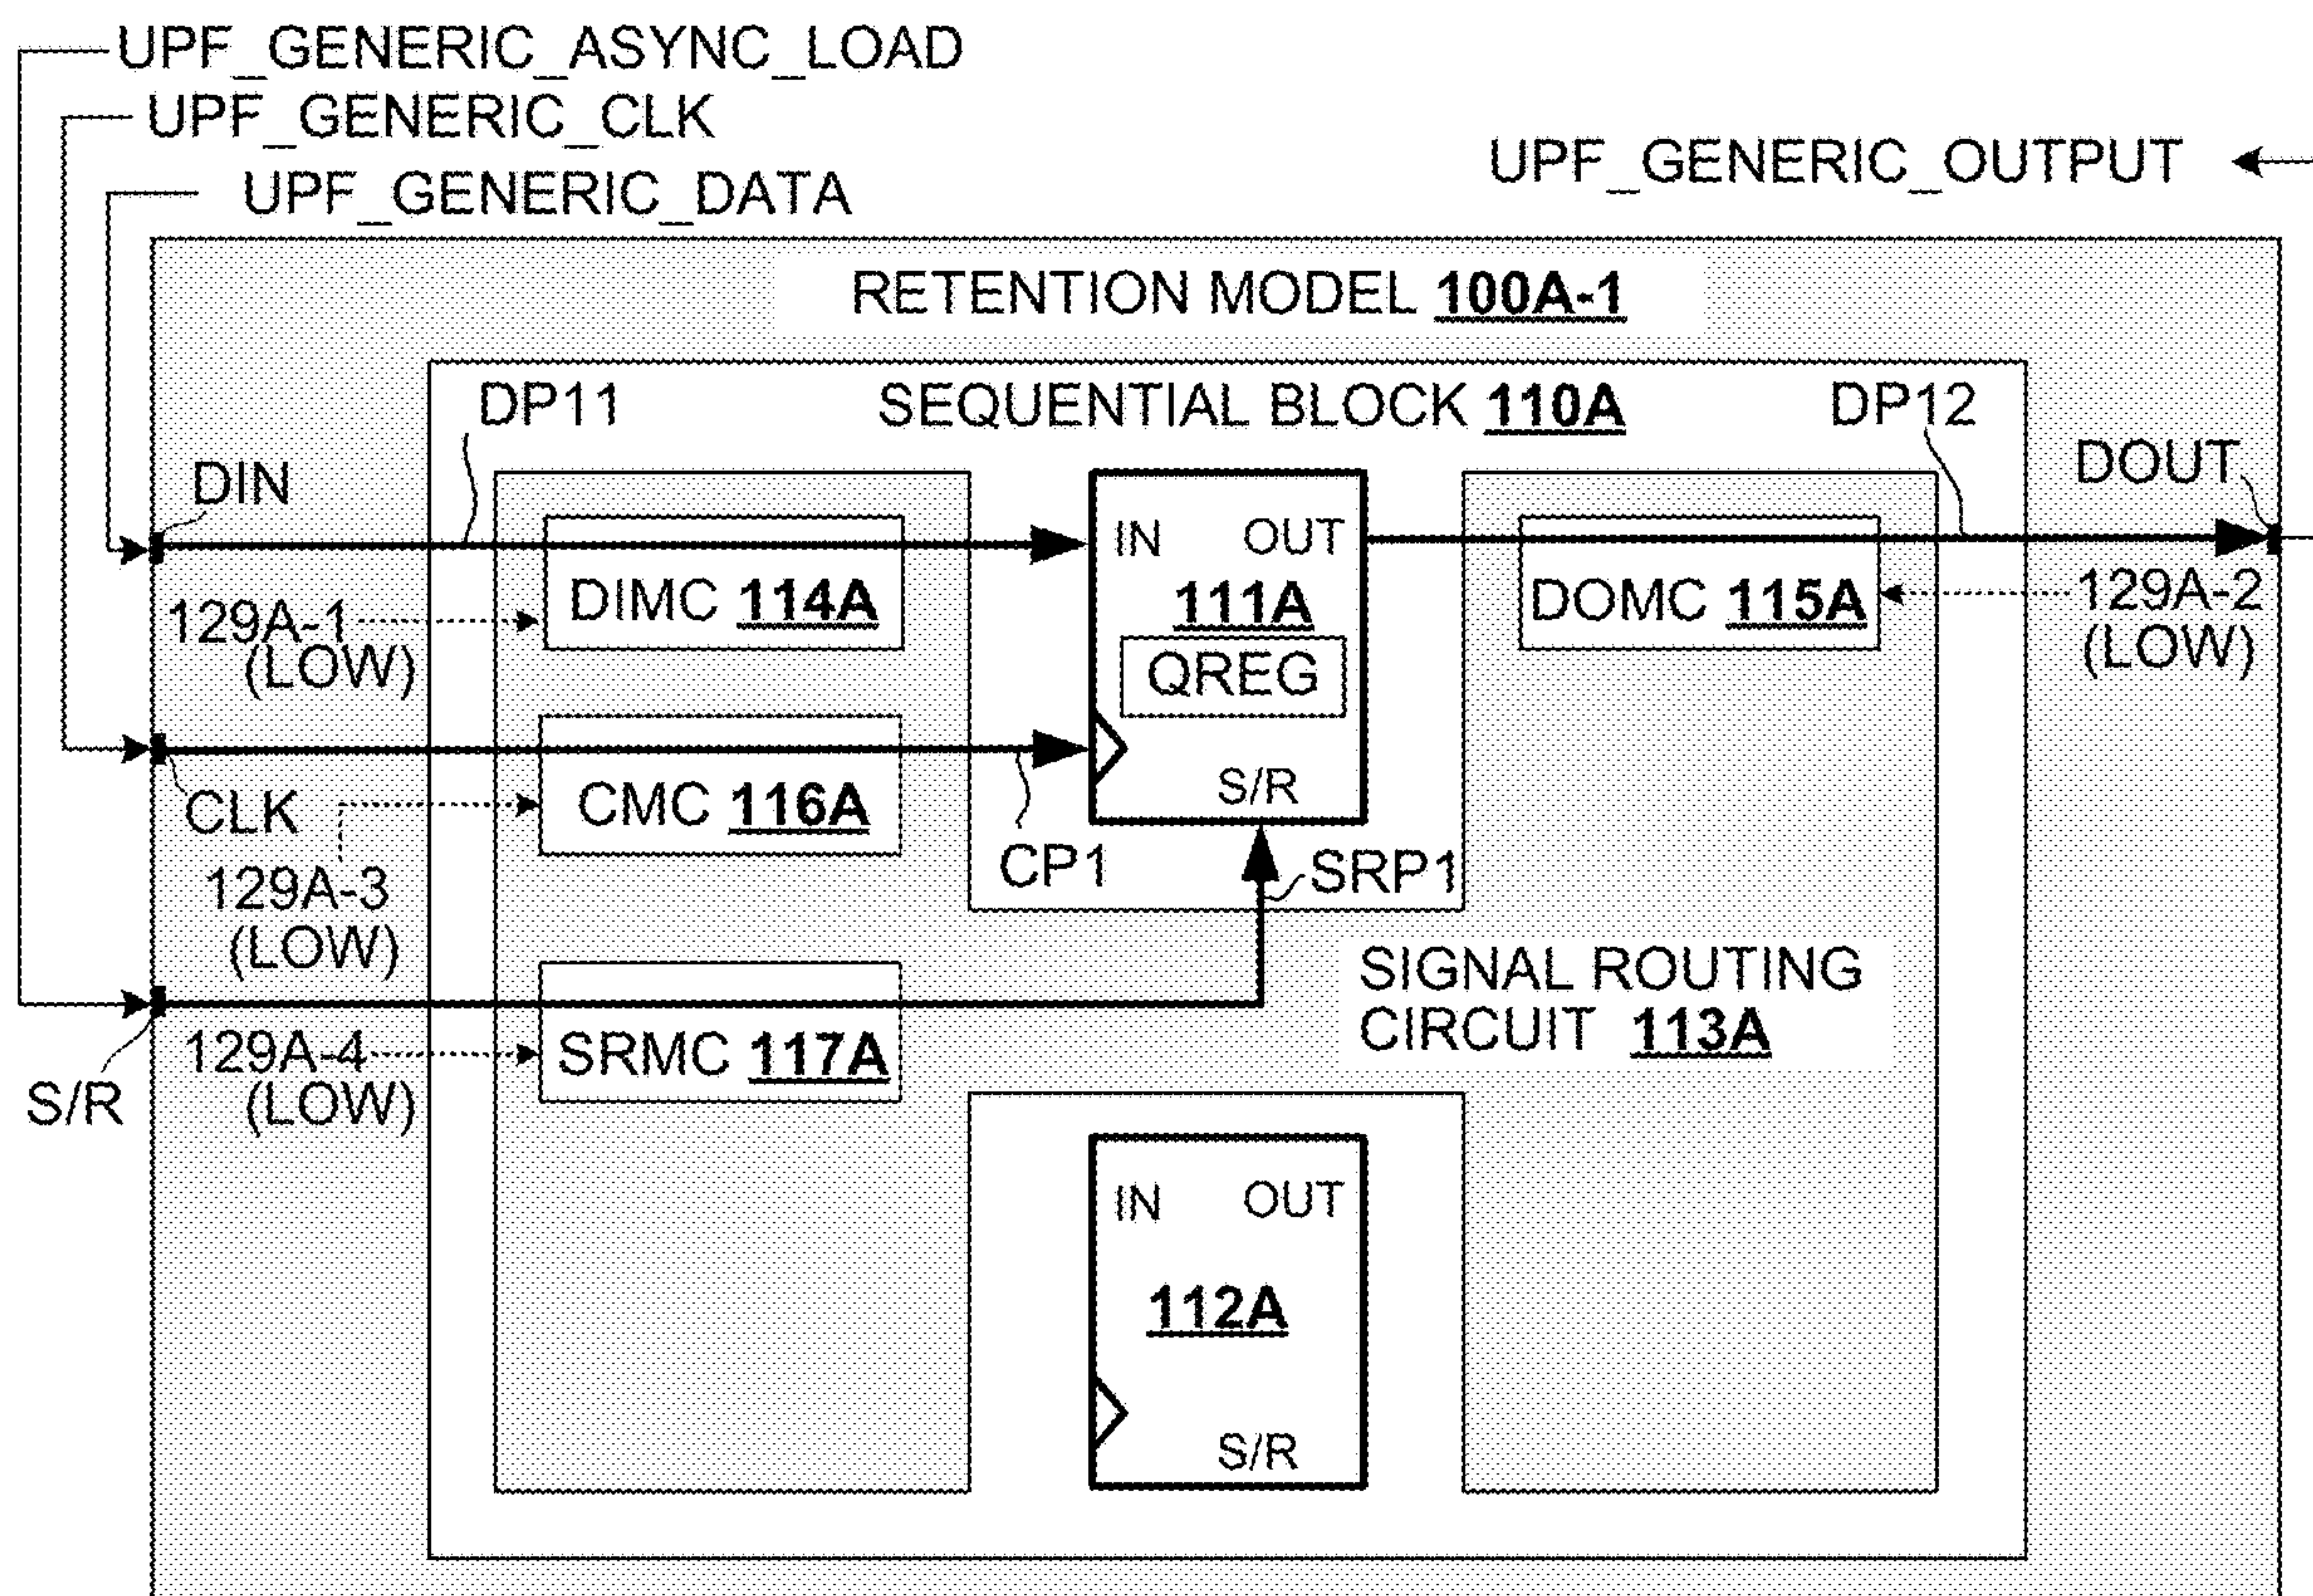 UPF_GENERIC_ASYNC_LOAD
UPF_GENERIC_CLK
UPF_GENERIC_OUTPUT
UPF_GENERIC_DATA
RETENTION MODEL 100A-1
DP11
SEQUENTIAL BLOCK 110A
DP12
DIN
DOUT
IN OUT
129A-1
(LOW)
DIMC 114A
111A
QREG
DOMC 115A
129A-2
(LOW)
CLK
CMC 116A
S/R
129A-3
(LOW)
CP1
SRP1
SIGNAL ROUTING
CIRCUIT 113A
129A-4
(LOW)
SRMC 117A
S/R
IN OUT
112A
S/R